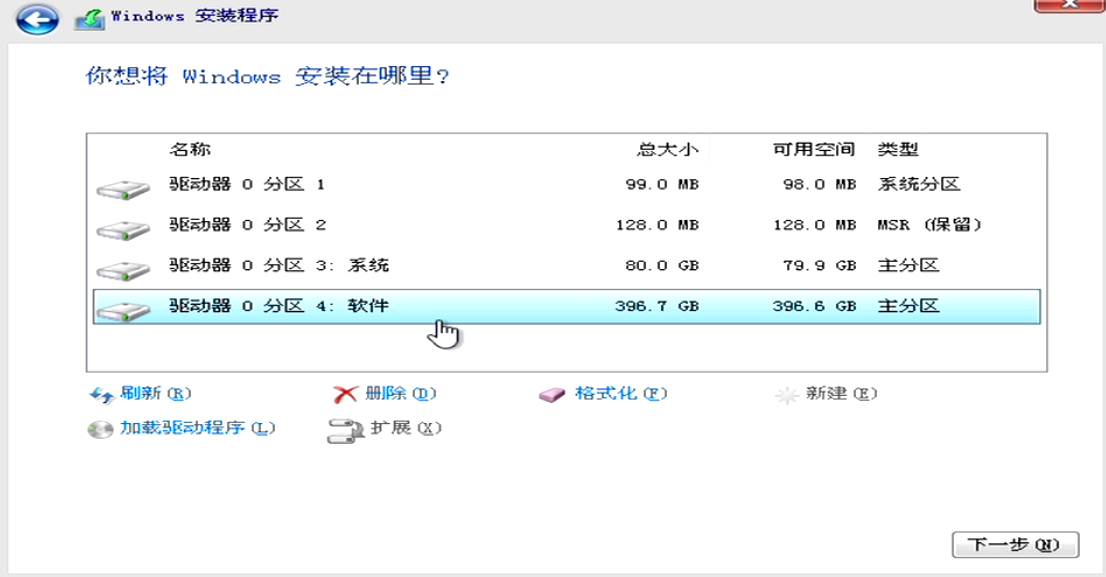 Windows 安装程序
你想将 Windows 安装在哪里?
名称 总大小 可用空间 类型
驱动器 0 分区 1 99.0 MB 98.0 MB 系统分区
驱动器 0 分区 2 128.0 MB 128.0 MB MSR (保留)
驱动器 0 分区 3: 系统 80.0 GB 79.9 GB 主分区
驱动器 0 分区 4: 软件 396.7 GB 396.6 GB 主分区
刷新(R) 删除(D) 格式化(F) 新建(E)
加载驱动程序(L) 扩展(X)
下一步(N)